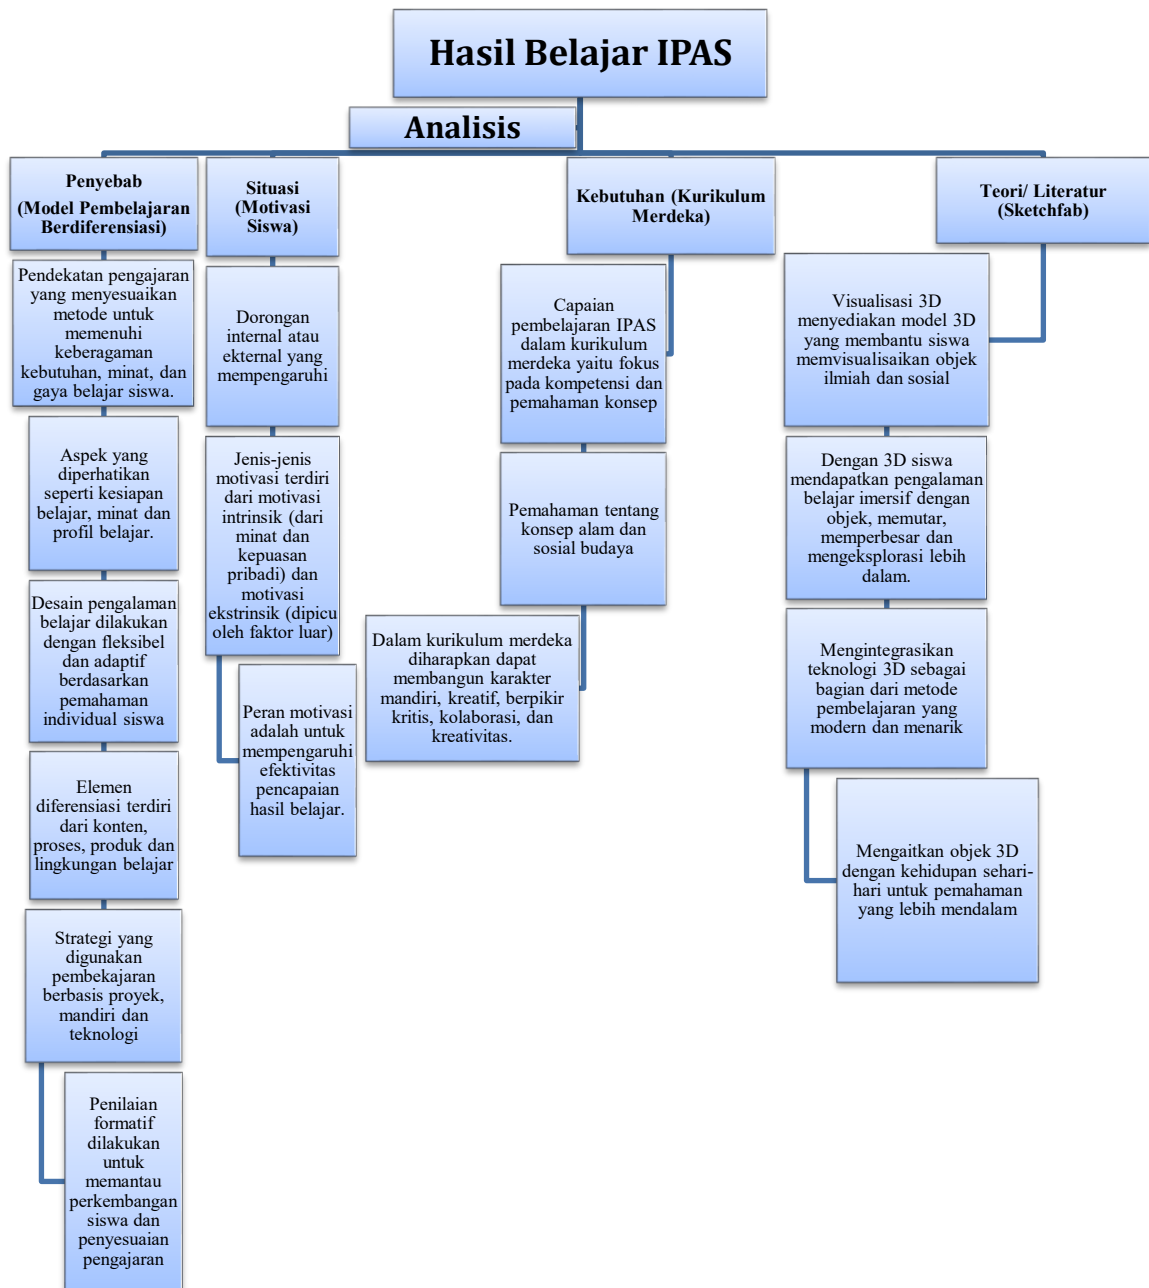 Hasil Belajar IPAS
Analisis
Penyebab
(Model Pembelajaran
Berdiferensiasi)
Pendekatan pengajaran
yang menyesuaikan
metode untuk
memenuhi
keberagaman
kebutuhan, minat, dan
gaya belajar siswa.
Aspek yang
diperhatikan
seperti kesiapan
belajar, minat dan
profil belajar.
Desain pengalaman
belajar dilakukan
dengan fleksibel
dan adaptif
berdasarkan
pemahaman
individual siswa
Elemen
diferensiasi terdiri
dari konten,
proses, produk dan
lingkungan belajar
Strategi yang
digunakan
pembekajaran
berbasis proyek,
mandiri dan
teknologi
Penilaian
formatif
dilakukan
untuk
memantau
perkembangan
siswa dan
penyesuaian
pengajaran
Situasi
(Motivasi
Siswa)
Dorongan
internal atau
ekternal yang
mempengaruhi
Jenis-jenis
motivasi terdiri
dari motivasi
intrinsik (dari
minat dan
kepuasan
pribadi) dan
motivasi
ekstrinsik (dipicu
oleh faktor luar)
Peran motivasi
adalah untuk
mempengaruhi
efektivitas
pencapaian
hasil belajar.
Kebutuhan (Kurikulum
Merdeka)
Capaian
pembelajaran IPAS
dalam kurikulum
merdeka yaitu fokus
pada kompetensi dan
pemahaman konsep
Pemahaman tentang
konsep alam dan
sosial budaya
Dalam kurikulum merdeka
diharapkan dapat
membangun karakter
mandiri, kreatif, berpikir
kritis, kolaborasi, dan
kreativitas.
Teori/ Literatur
(Sketchfab)
Visualisasi 3D
menyediakan model 3D
yang membantu siswa
memvisualisaikan objek
ilmiah dan sosial
Dengan 3D siswa
mendapatkan pengalaman
belajar imersif dengan
objek, memutar,
memperbesar dan
mengeksplorasi lebih
dalam.
Mengintegrasikan
teknologi 3D sebagai
bagian dari metode
pembelajaran yang
modern dan menarik
Mengaitkan objek 3D
dengan kehidupan sehari-
hari untuk pemahaman
yang lebih mendalam